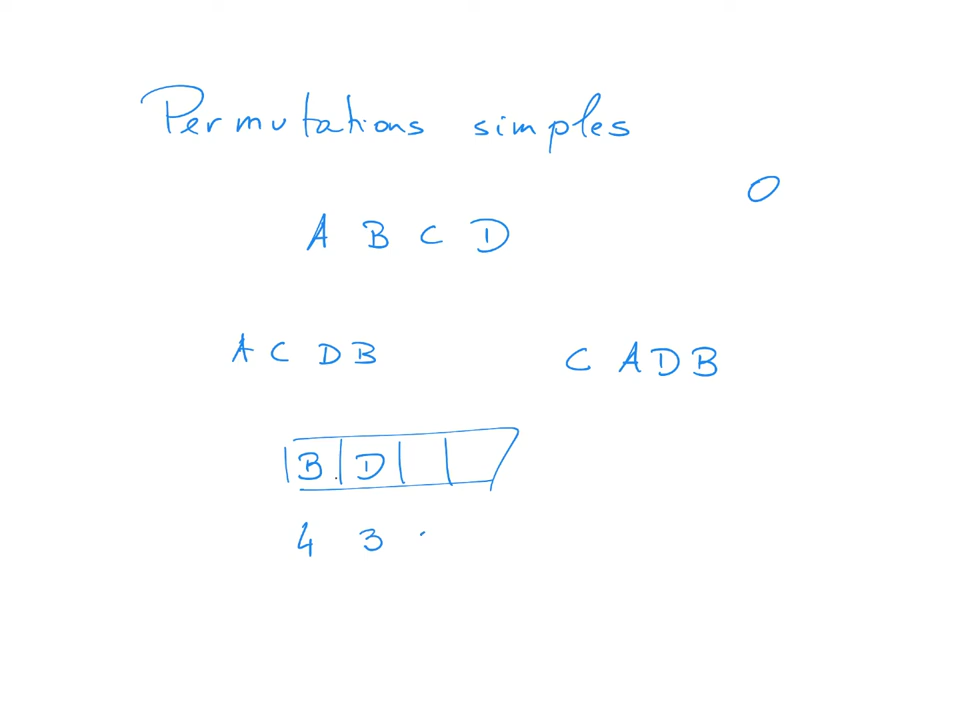 Permutations simples
O
A B C D
A C D B
C A D B
B D
4 3